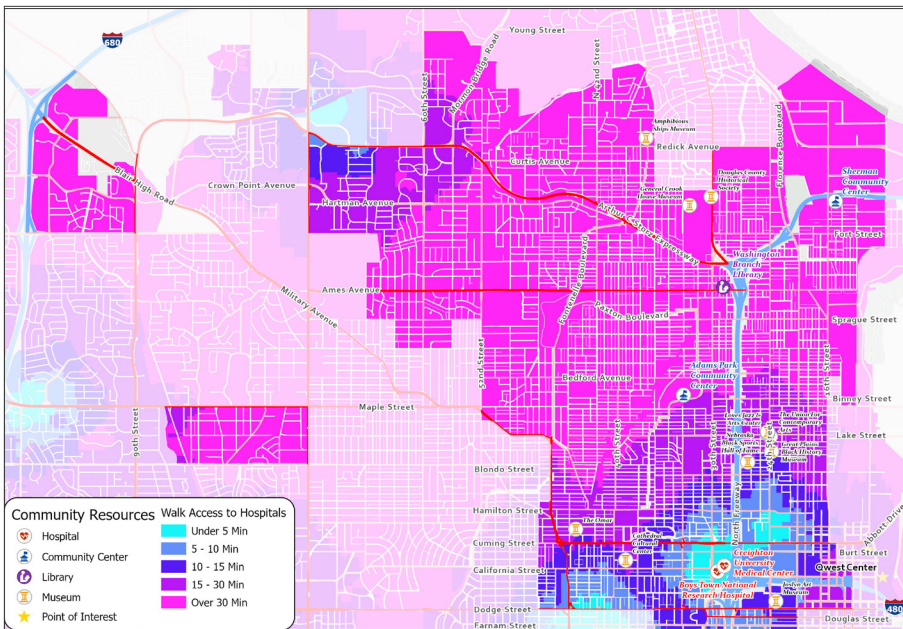 680
Young Street
60th Street
Mormon Bridge Road
N 42nd Street
Amphibious
Ships Museum
Redick Avenue
Florence Boulevard
Curtis Avenue
Blair High Road
Crown Point Avenue
Hartman Avenue
General Crook
House Museum
Douglas County
Historical
Society
Sherman
Community
Center
Arthur C Storz Expressway
Fort Street
Fontenelle Boulevard
Washington
Branch
Library
Ames Avenue
Military Avenue
Paxton Boulevard
Sprague Street
52nd Street
16th Street
Bedford Avenue
Adams Park
Community
Center
Binney Street
Maple Street
90th Street
Loves Jazz &
Arts Center
The Union For
Contemporary
Arts
Nebraska
Black Sports
Hall of Fame
Great Plains
Black History
Museum
Lake Street
30th Street
Blondo Street
North Freeway
Hamilton Street
The Omar
Cuming Street
Cathedral
Cultural
Center
Abbott Drive
Burt Street
California Street
Creighton
University
Medical Center
Qwest Center
Boys Town National
Research Hospital
Joslyn Art
Museum
Dodge Street
480
Douglas Street
Farnam Street
Community Resources
Hospital
Community Center
Library
Museum
Point of Interest
Walk Access to Hospitals
Under 5 Min
5 - 10 Min
10 - 15 Min
15 - 30 Min
Over 30 Min